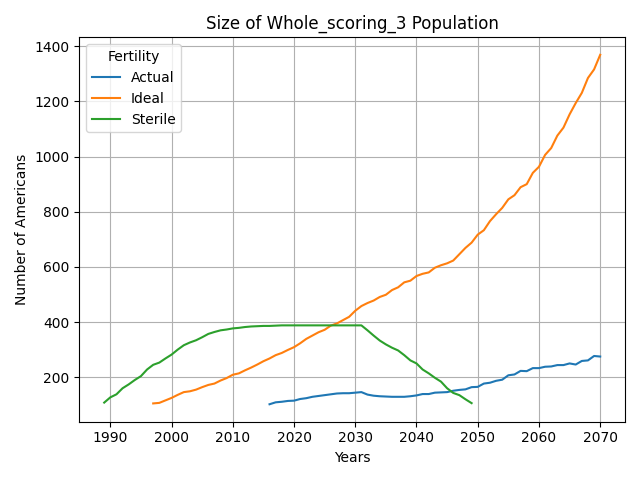 Size of Whole_scoring_3 Population
Fertility
Actual
Ideal
Sterile
Number of Americans
1400
1200
1000
800
600
400
200
1990 2000 2010 2020 2030 2040 2050 2060 2070
Years